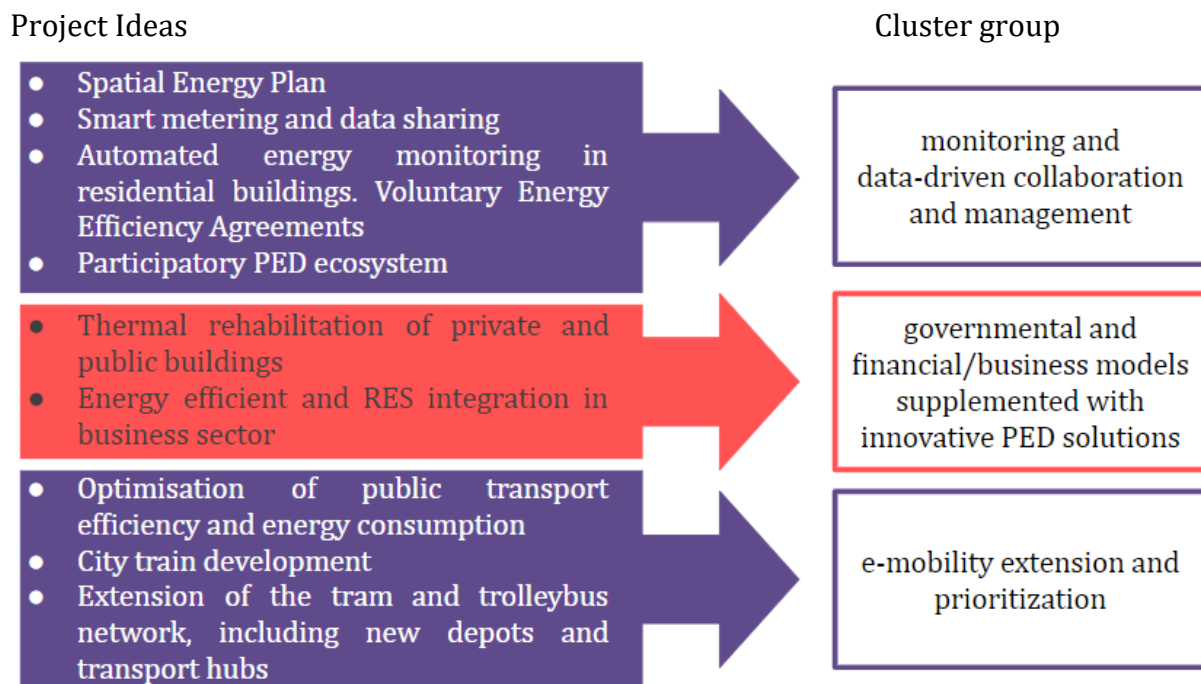 Project Ideas
Cluster group
● Spatial Energy Plan
● Smart metering and data sharing
● Automated energy monitoring in
residential buildings. Voluntary Energy
Efficiency Agreements
● Participatory PED ecosystem
monitoring and
data-driven collaboration
and management
● Thermal rehabilitation of private and
public buildings
● Energy efficient and RES integration in
business sector
governmental and
financial/business models
supplemented with
innovative PED solutions
● Optimisation of public transport
efficiency and energy consumption
● City train development
● Extension of the tram and trolleybus
network, including new depots and
transport hubs
e-mobility extension and
prioritization